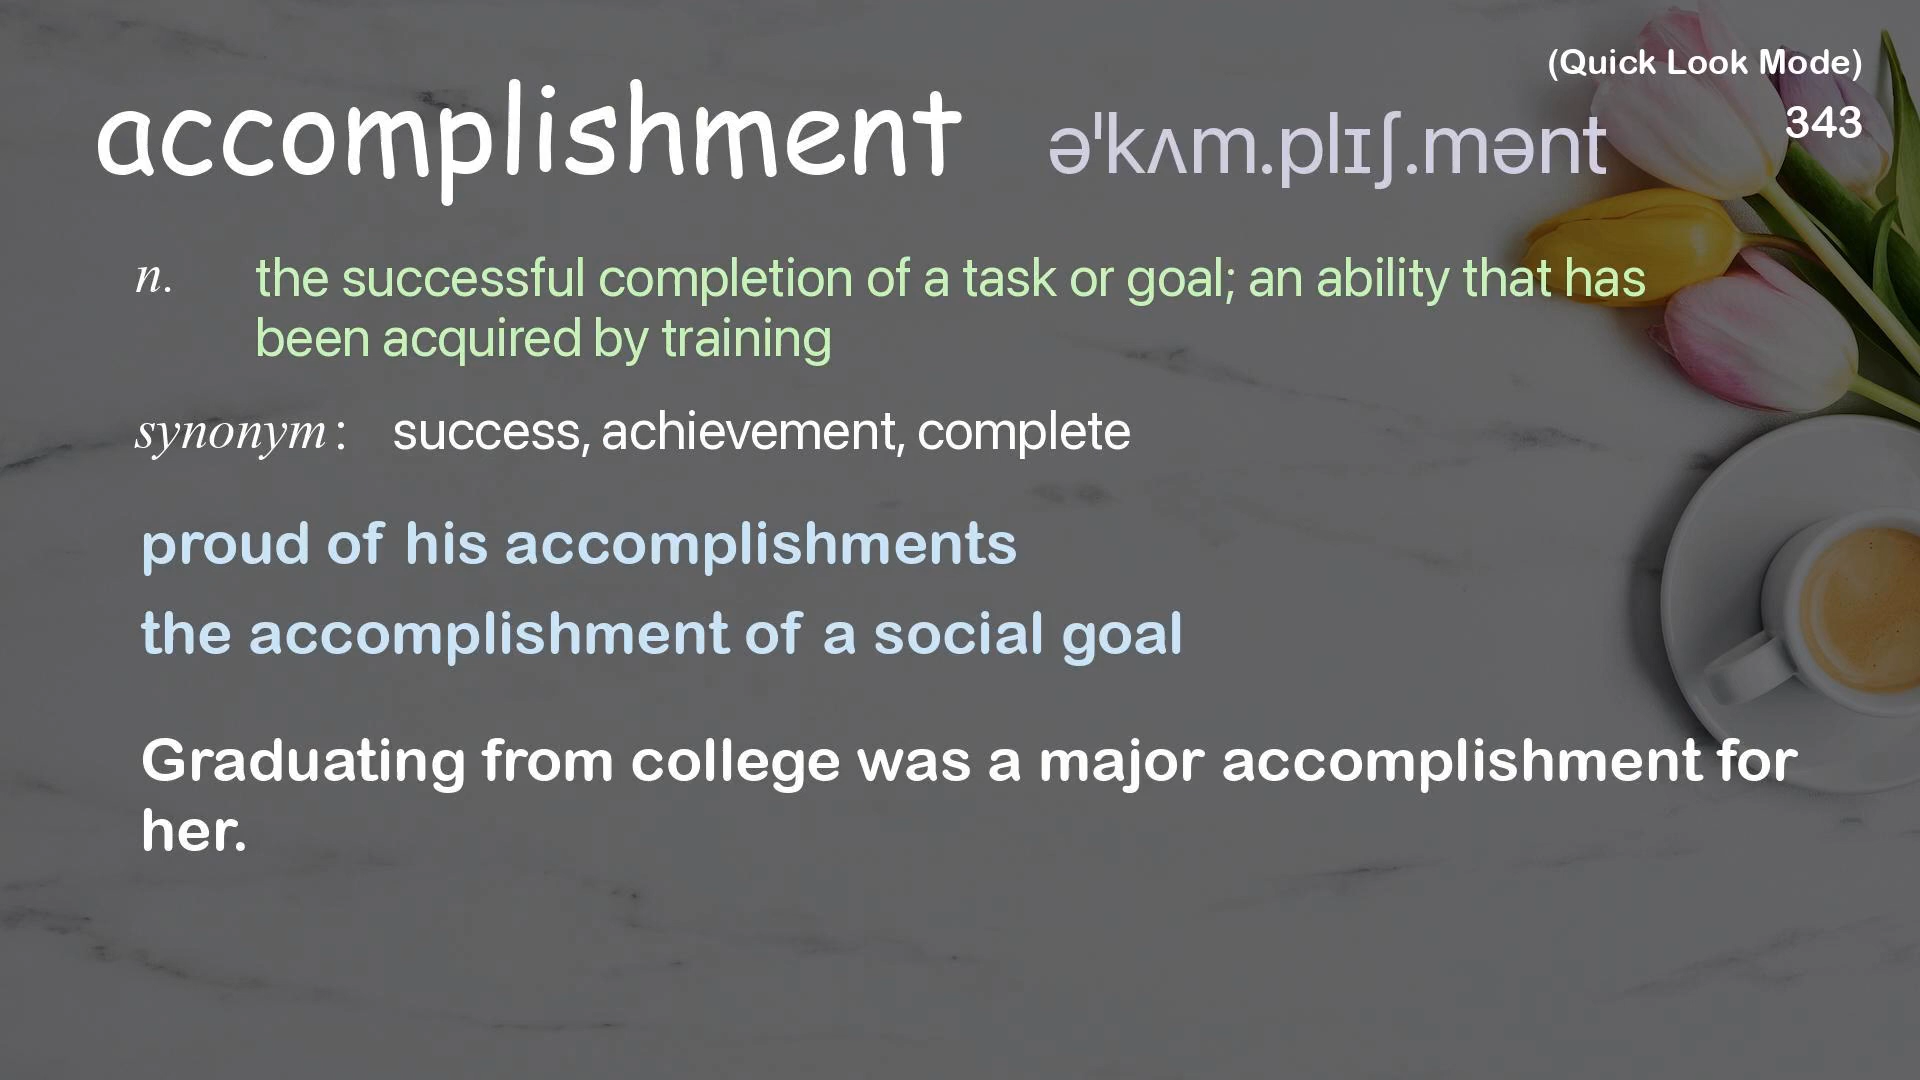 (Quick Look Mode)
343
accomplishment əˈkʌm.plɪʃ.mənt
n. the successful completion of a task or goal; an ability that has
been acquired by training
synonym: success, achievement, complete
proud of his accomplishments
the accomplishment of a social goal
Graduating from college was a major accomplishment for
her.